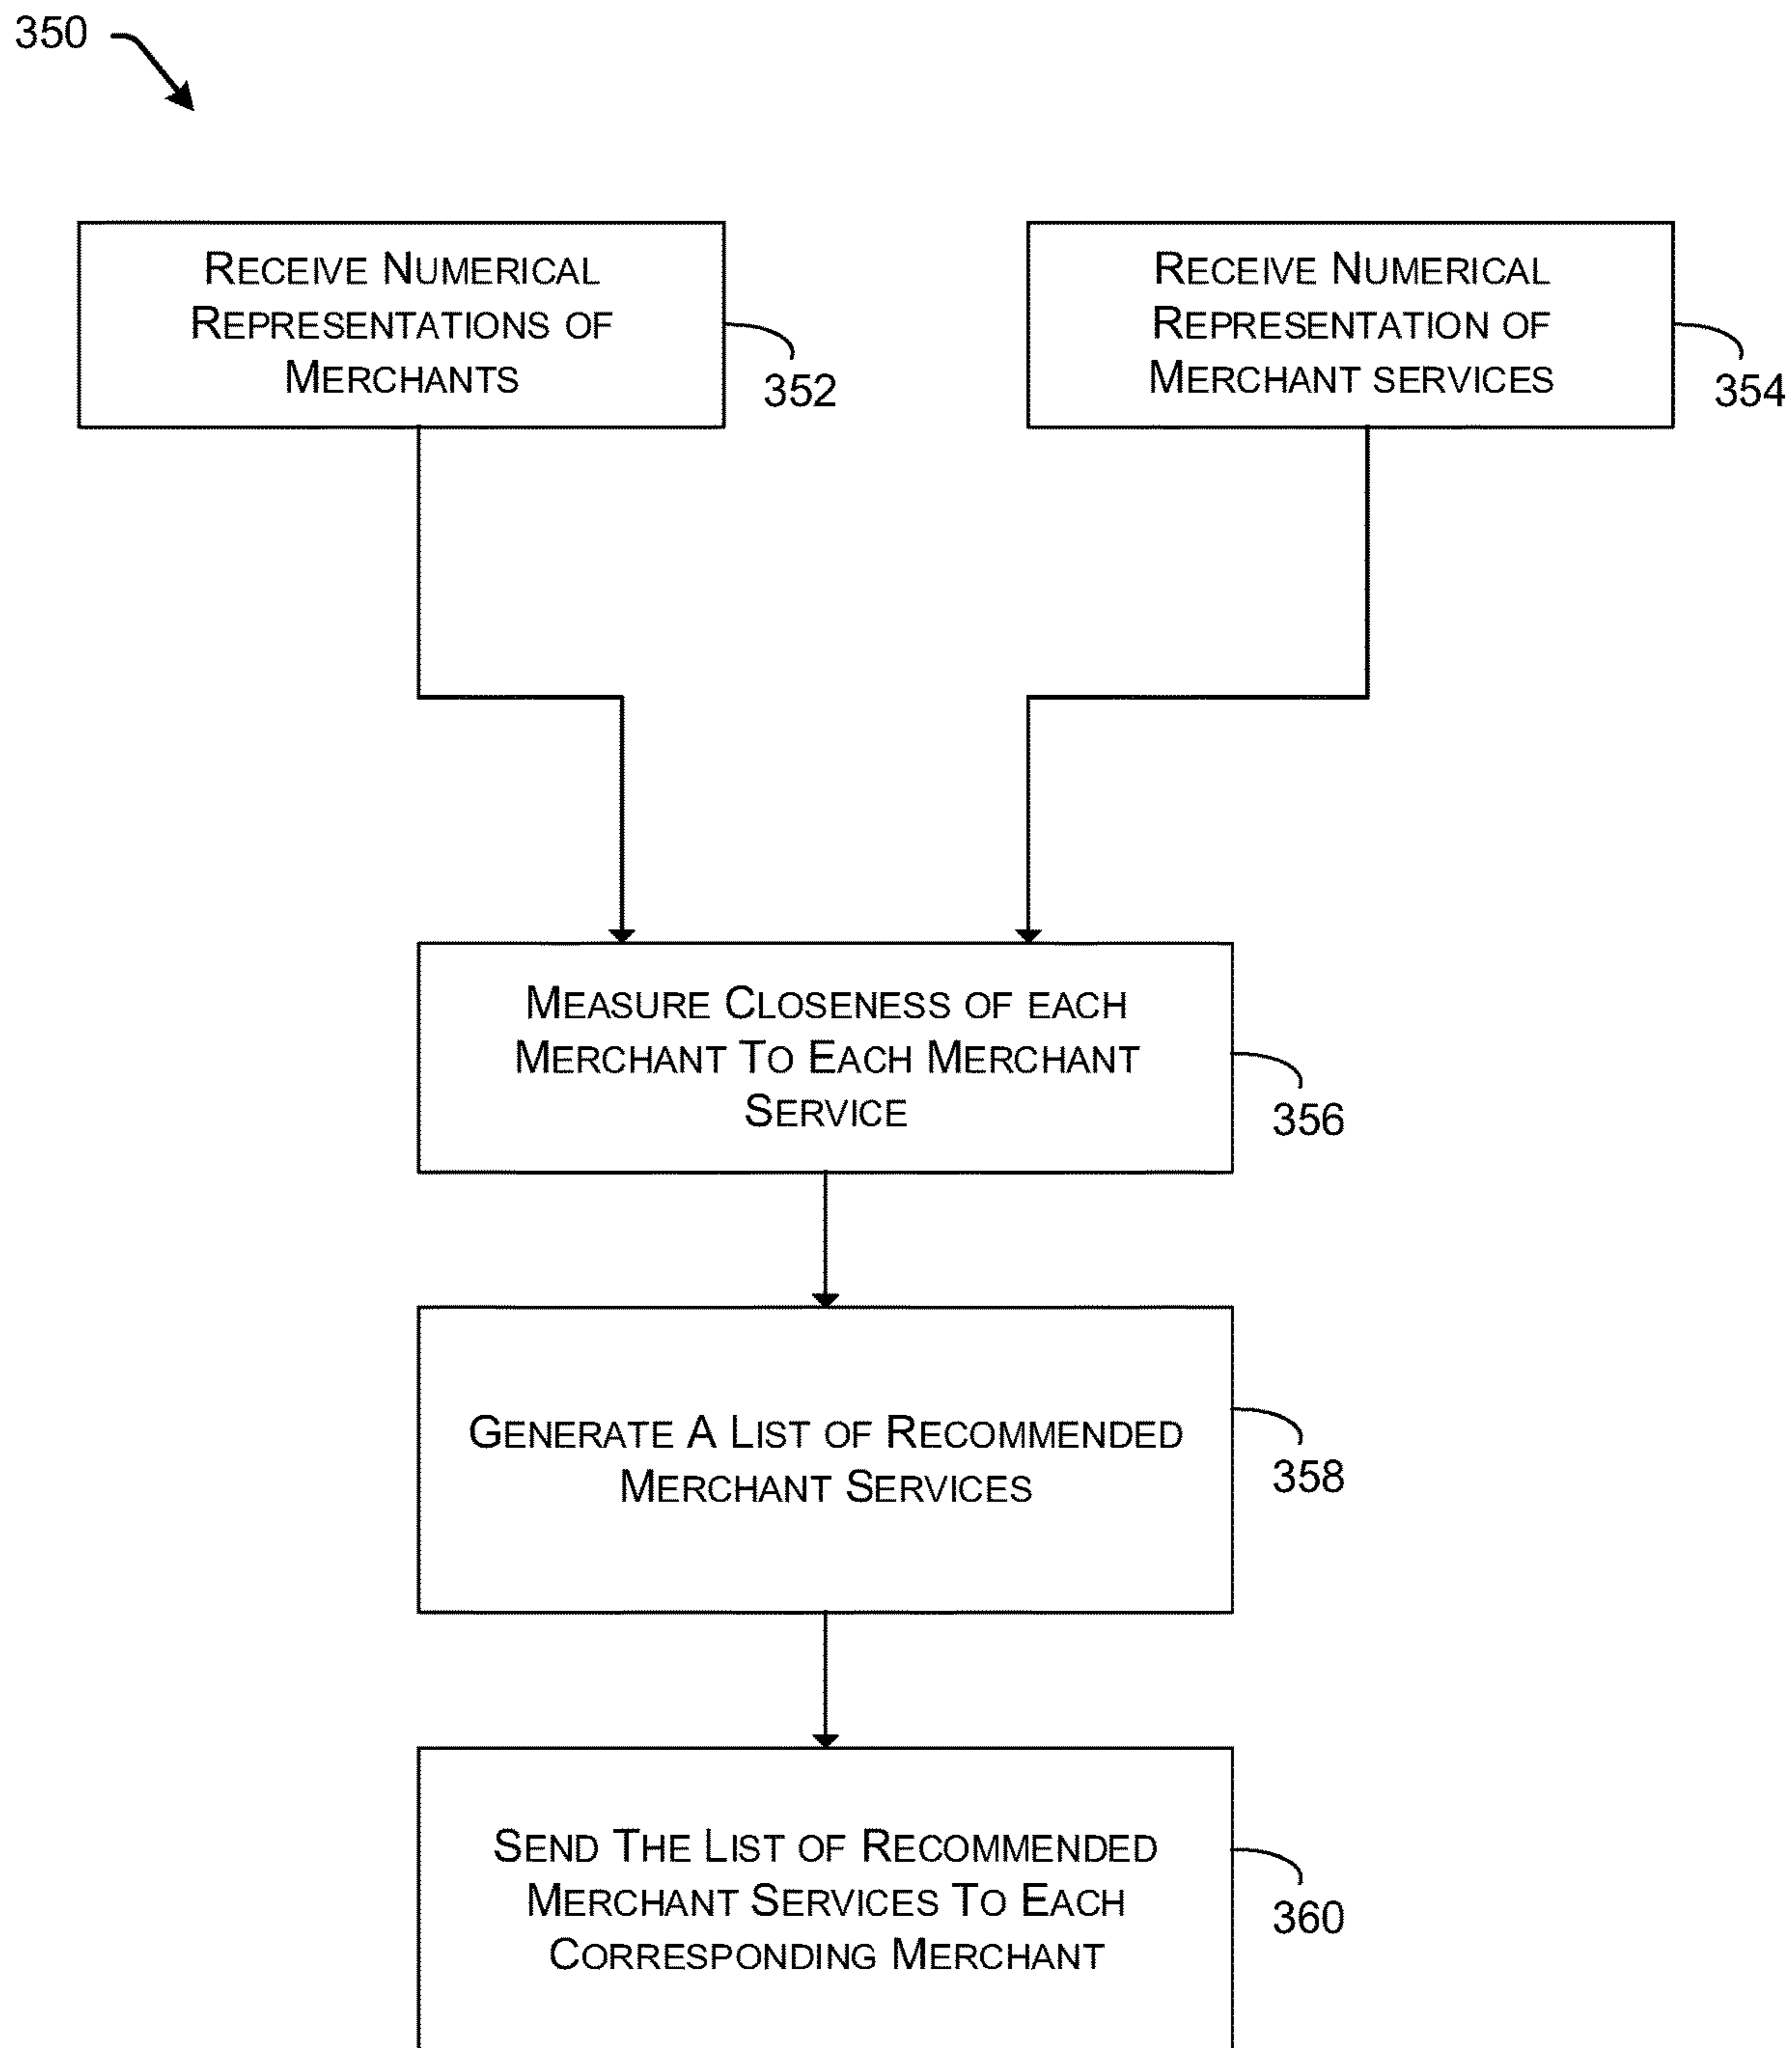 350
RECEIVE NUMERICAL
REPRESENTATIONS OF
MERCHANTS
352
RECEIVE NUMERICAL
REPRESENTATION OF
MERCHANT SERVICES
354
MEASURE CLOSENESS OF EACH
MERCHANT TO EACH MERCHANT
SERVICE
356
GENERATE A LIST OF RECOMMENDED
MERCHANT SERVICES
358
SEND THE LIST OF RECOMMENDED
MERCHANT SERVICES TO EACH
CORRESPONDING MERCHANT
360